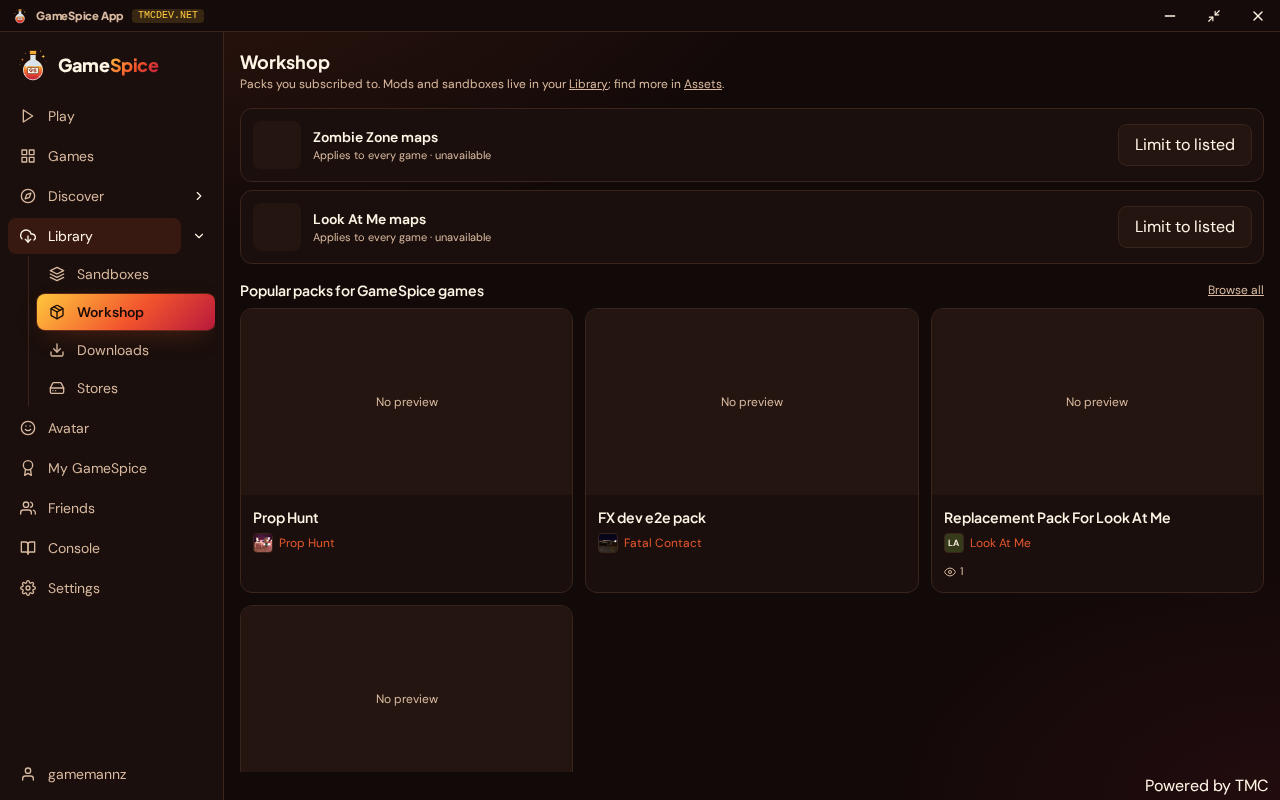 GameSpice App TMCDEV.NET
GameSpice
Play
Games
Discover
Library
Sandboxes
Workshop
Downloads
Stores
Avatar
My GameSpice
Friends
Console
Settings
gamemannz
Workshop
Packs you subscribed to. Mods and sandboxes live in your Library; find more in Assets.
Zombie Zone maps
Applies to every game · unavailable
Limit to listed
Look At Me maps
Applies to every game · unavailable
Limit to listed
Popular packs for GameSpice games
Browse all
No preview
Prop Hunt
Prop Hunt
No preview
FX dev e2e pack
Fatal Contact
No preview
Replacement Pack For Look At Me
LA Look At Me
1
No preview
Powered by TMC